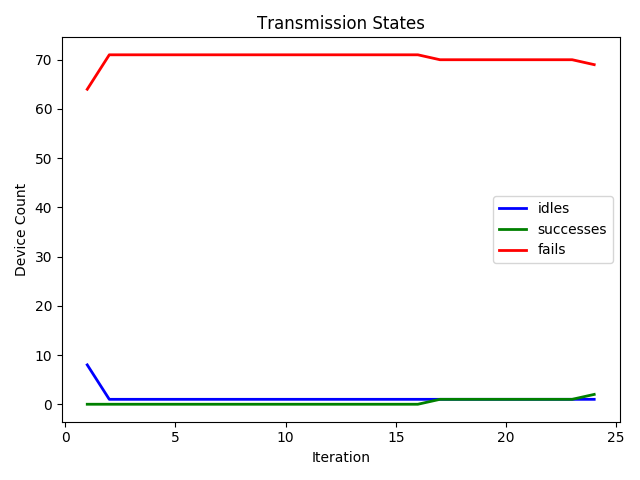 Transmission States
Device Count
70
60
50
40
30
20
10
0
idles
successes
fails
0 5 10 15 20 25
Iteration